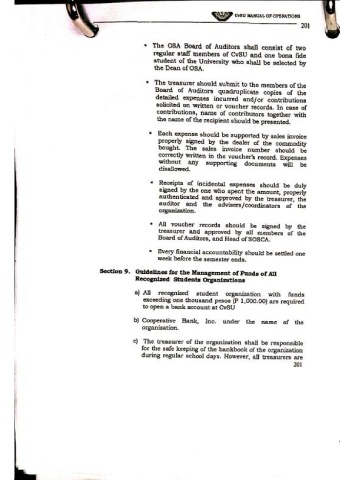 CvSU MANUAL OF OPERATIONS
201
• The OSA Board of Auditors shall consist of two
regular staff members of CvSU and one bona fide
student of the University who shall be selected by
the Dean of OSA.
• The treasurer should submit to the members of the
Board of Auditors quadruplicate copies of the
detailed expenses incurred and/or contributions
solicited on written or voucher records. In case of
contributions, name of contributors together with
the name of the recipient should be presented.
• Each expense should be supported by sales invoice
properly signed by the dealer of the commodity
bought. The sales invoice number should be
correctly written in the voucher's record. Expenses
without any supporting documents will be
disallowed.
• Receipts of incidental expenses should be duly
signed by the one who spent the amount, properly
authenticated and approved by the treasurer, the
auditor and the advisers/coordinators of the
organization.
• All voucher records should be signed by the
treasurer and approved by all members of the
Board of Auditors, and Head of SOSCA.
• Every financial accountability should be settled one
week before the semester ends.
Section 9. Guidelines for the Management of Funds of All
Recognized Students Organizations
a) All recognized student organization with funds
exceeding one thousand pesos (P 1,000.00) are required
to open a bank account at CvSU
b) Cooperative Bank, Inc. under the name of the
organization.
c) The treasurer of the organization shall be responsible
for the safe keeping of the bankbook of the organization
during regular school days. However, all treasurers are
201